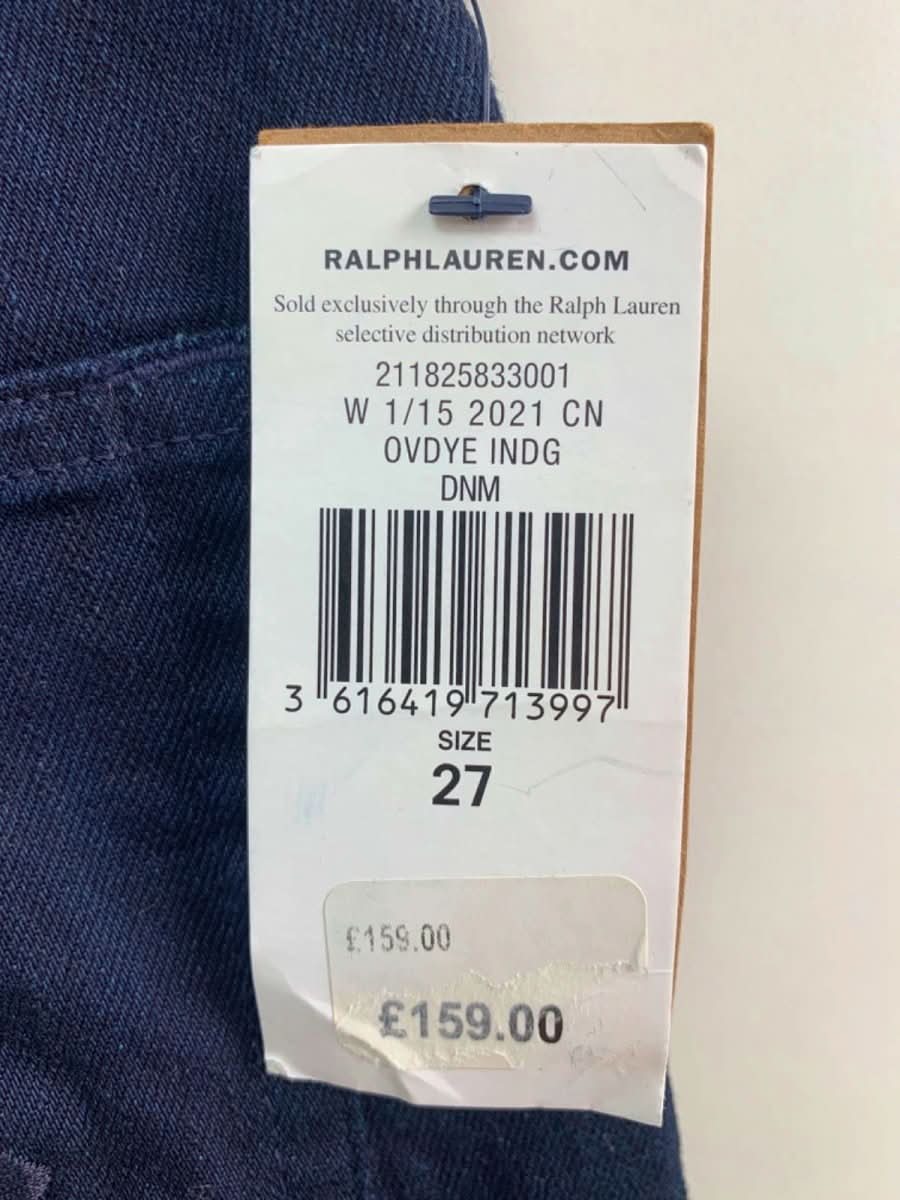 RALPHLAUREN.COM
Sold exclusively through the Ralph Lauren
selective distribution network
211825833001
W 1/15 2021 CN
OVDYE INDG
DNM
3 616419 713997
SIZE
27
£159.00
£159.00